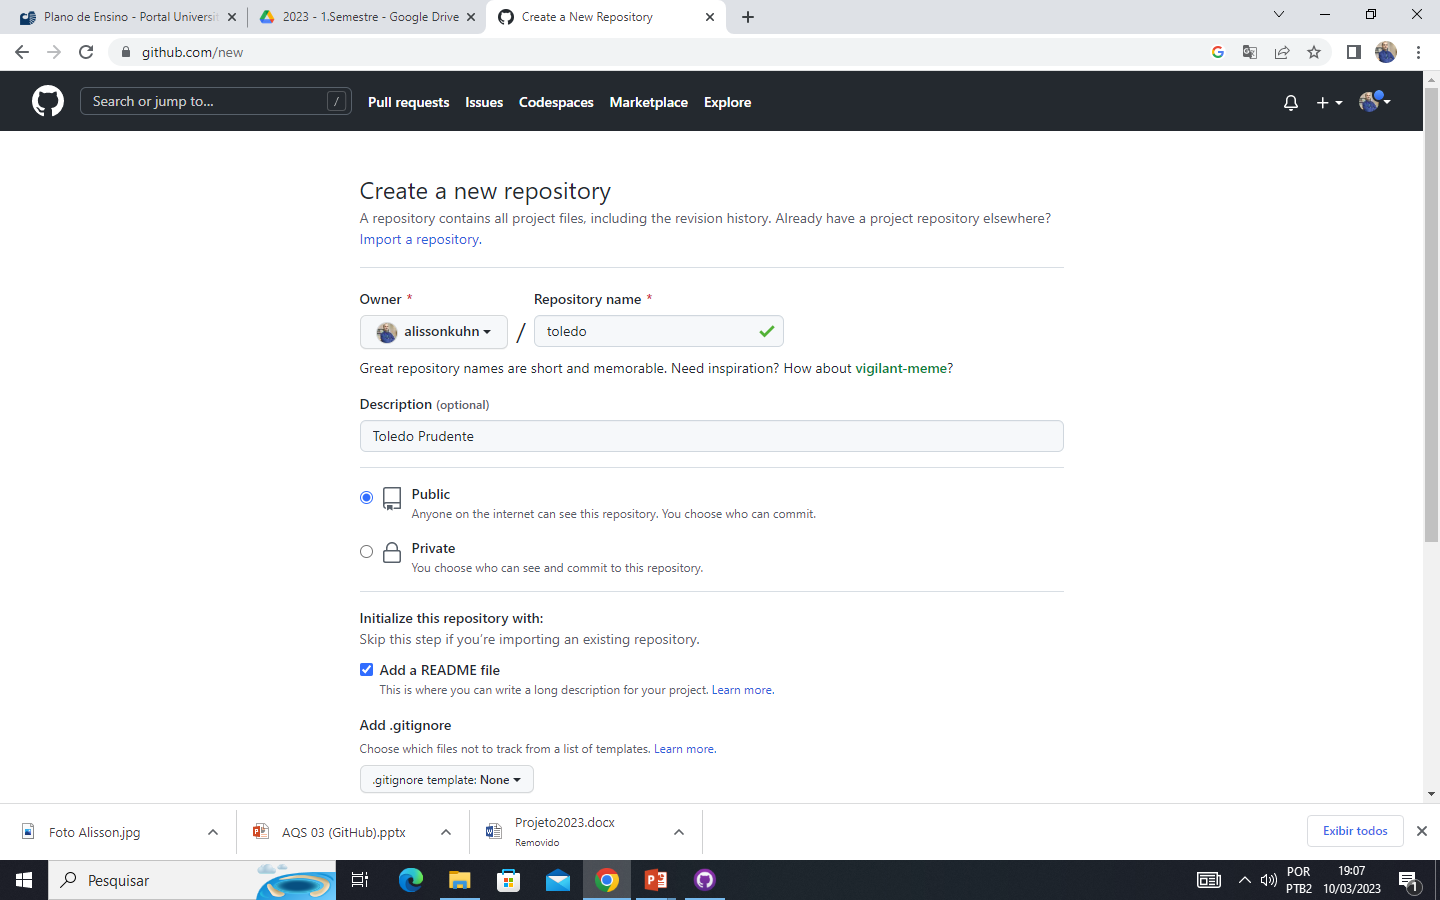 Plano de Ensino - Portal Universit
2023 - 1.Semestre - Google Drive
Create a New Repository
github.com/new
Search or jump to...
/
Pull requests
Issues
Codespaces
Marketplace
Explore
Create a new repository
A repository contains all project files, including the revision history. Already have a project repository elsewhere?
Import a repository.
Owner *
Repository name *
alissonkuhn
/
toledo
Great repository names are short and memorable. Need inspiration? How about vigilant-meme?
Description (optional)
Toledo Prudente
Public
Anyone on the internet can see this repository. You choose who can commit.
Private
You choose who can see and commit to this repository.
Initialize this repository with:
Skip this step if you're importing an existing repository.
Add a README file
This is where you can write a long description for your project. Learn more.
Add .gitignore
Choose which files not to track from a list of templates. Learn more.
.gitignore template: None
Foto Alisson.jpg
AQS 03 (GitHub).pptx
Projeto2023.docx
Removido
Exibir todos
Pesquisar
POR
PTB2
19:07
10/03/2023
1